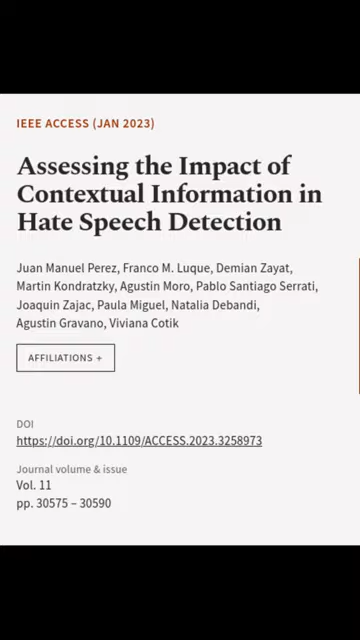 IEEE ACCESS (JAN 2023)
Assessing the Impact of
Contextual Information in
Hate Speech Detection
Juan Manuel Perez, Franco M. Luque, Demian Zayat,
Martin Kondratzky, Agustin Moro, Pablo Santiago Serrati,
Joaquin Zajac, Paula Miguel, Natalia Debandi,
Agustin Gravano, Viviana Cotik
AFFILIATIONS +
DOI
https://doi.org/10.1109/ACCESS.2023.3258973
Journal volume & issue
Vol. 11
pp. 30575 – 30590